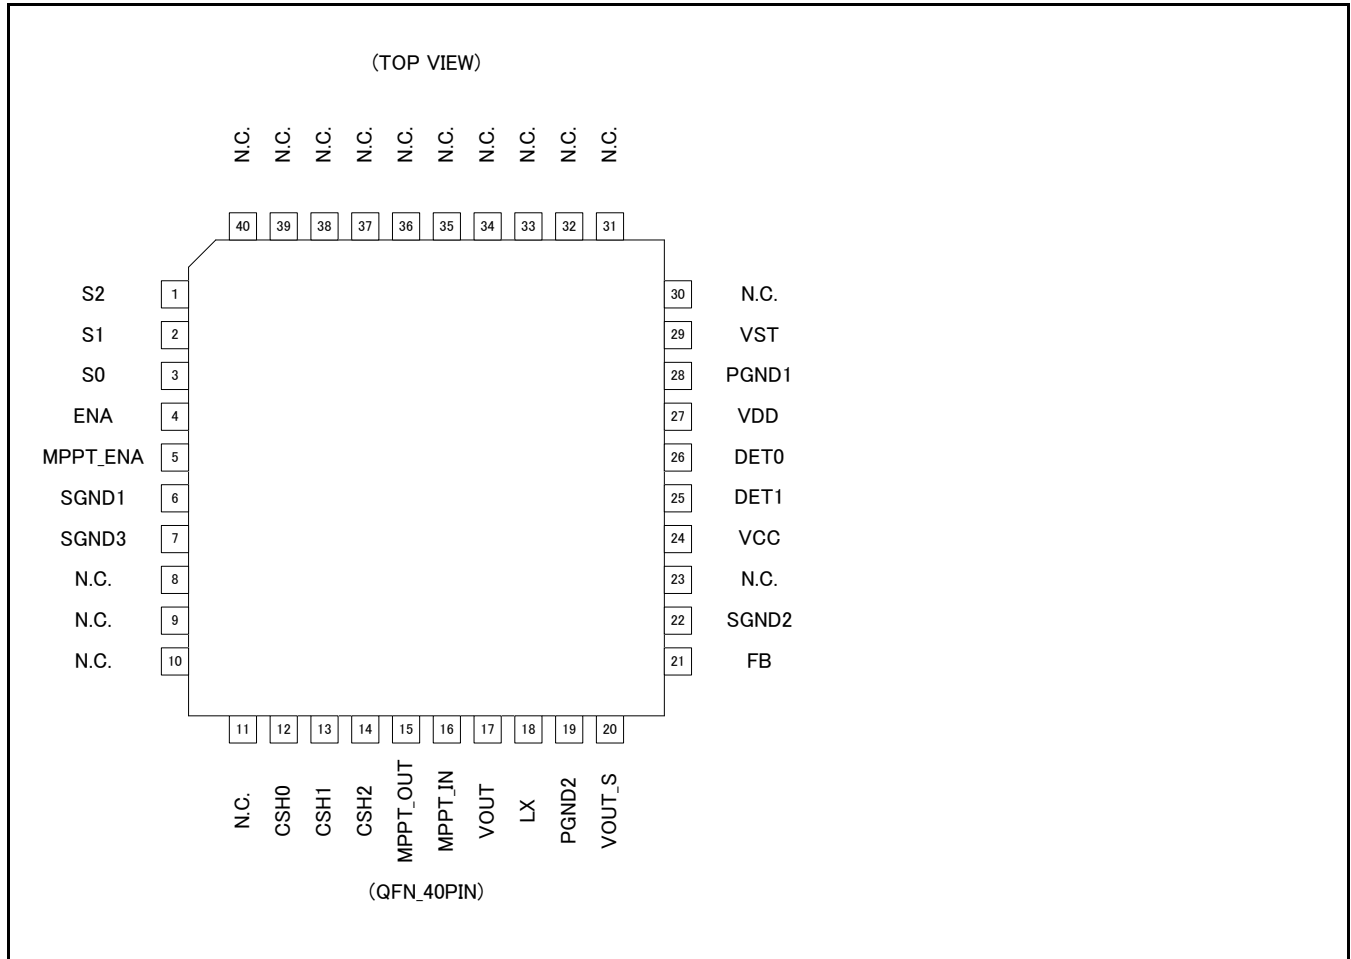 (TOP VIEW)
N.C. N.C. N.C. N.C. N.C. N.C. N.C. N.C. N.C. N.C.
40 39 38 37 36 35 34 33 32 31
S2 1 30 N.C.
S1 2 29 VST
S0 3 28 PGND1
ENA 4 27 VDD
MPPT_ENA 5 26 DET0
SGND1 6 25 DET1
SGND3 7 24 VCC
N.C. 8 23 N.C.
N.C. 9 22 SGND2
N.C. 10 21 FB
11 12 13 14 15 16 17 18 19 20
N.C. CSH0 CSH1 CSH2 MPPT_OUT MPPT_IN VOUT LX PGND2 VOUT_S
(QFN_40PIN)